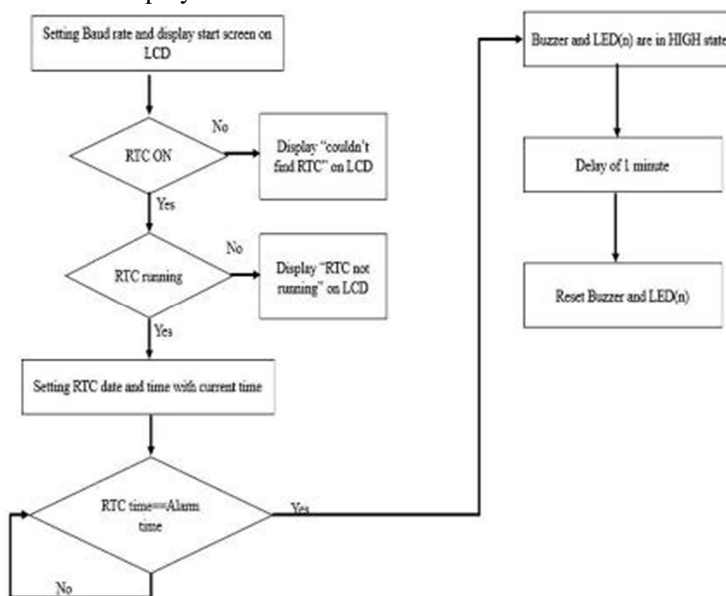 Setting Baud rate and display start screen on
LCD
RTC ON
No
Display “couldn't
find RTC” on LCD
Yes
RTC running
No
Display “RTC not
running” on LCD
Yes
Setting RTC date and time with current time
RTC time==Alarm
time
No
Yes
Buzzer and LED(n) are in HIGH state
Delay of 1 minute
Reset Buzzer and LED(n)